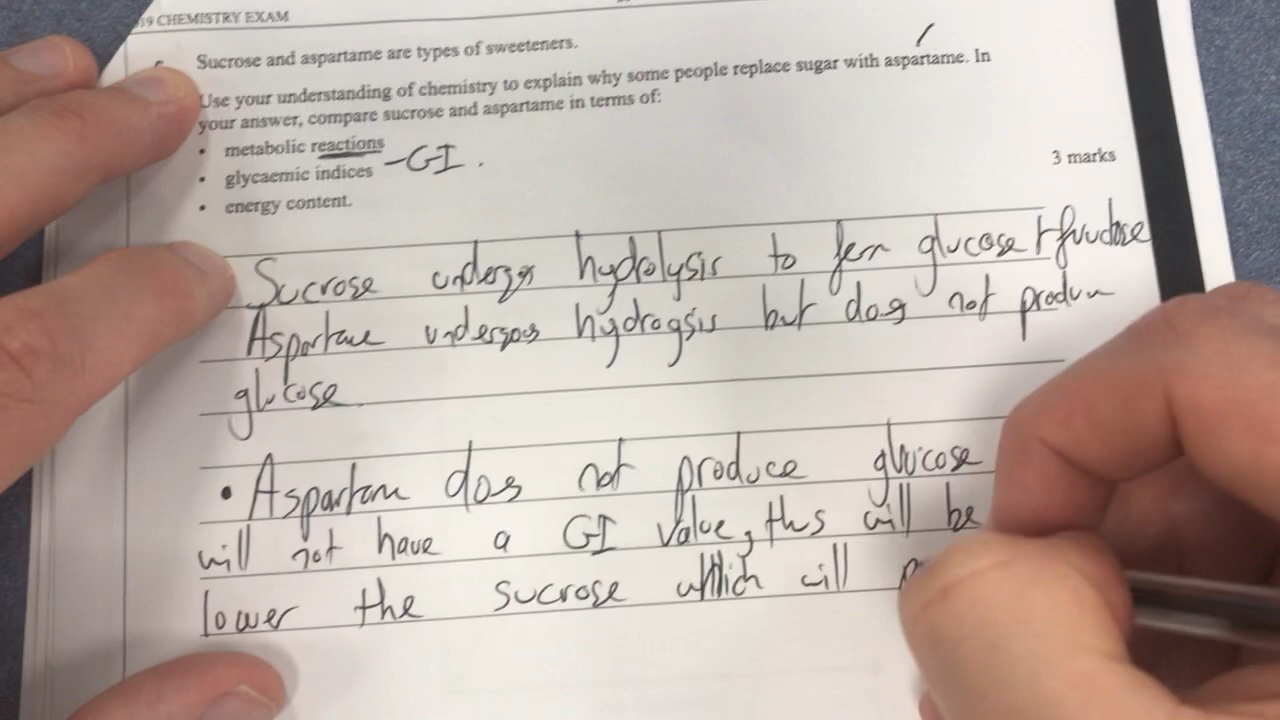 19 CHEMISTRY EXAM
Sucrose and aspartame are types of sweeteners.
Use your understanding of chemistry to explain why some people replace sugar with aspartame. In
your answer, compare sucrose and aspartame in terms of:
• metabolic reactions
• glycaemic indices
• energy content.
-GI.
3 marks
Sucrose undergoes hydrolysis to form glucose + fructose
Aspartame undergoes hydrolysis but does not produce
glucose.
• Aspartame does not produce glucose
will not have a GI value, this will be
lower the sucrose which will